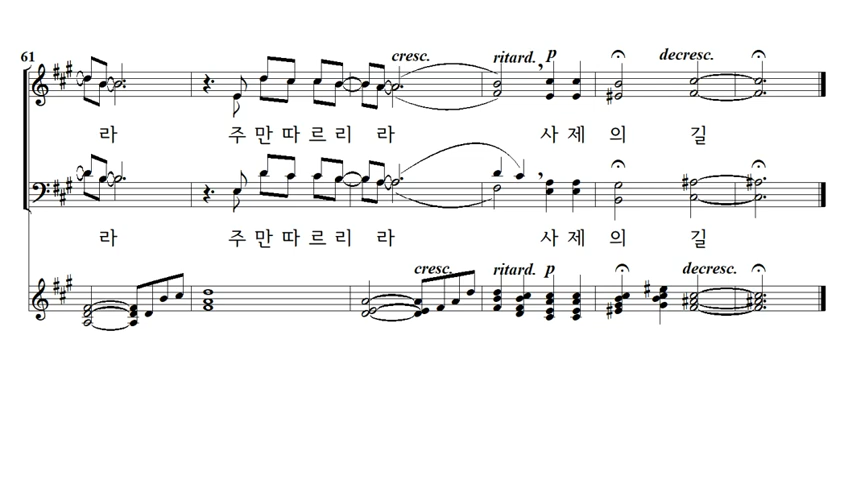 61
cresc. ritard. p decresc.
라 주 만 따 르 리 라 사 제 의 길
라 주 만 따 르 리 라 사 제 의 길
cresc. ritard. p decresc.